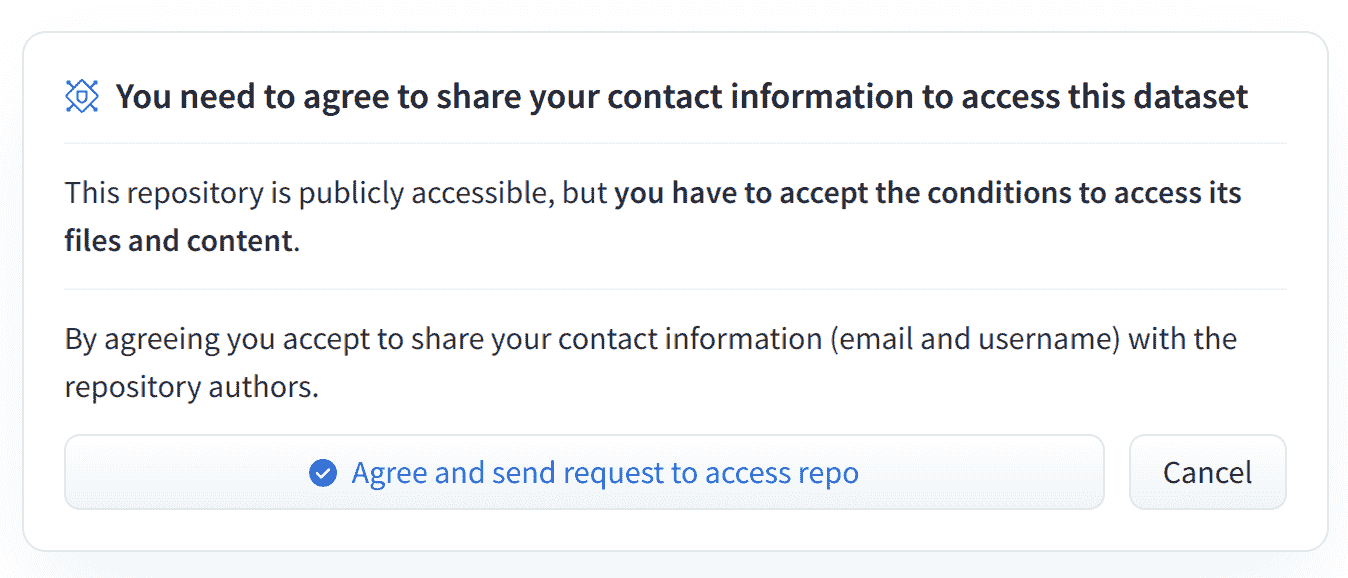 You need to agree to share your contact information to access this dataset
This repository is publicly accessible, but you have to accept the conditions to access its
files and content.
By agreeing you accept to share your contact information (email and username) with the
repository authors.
Agree and send request to access repo
Cancel